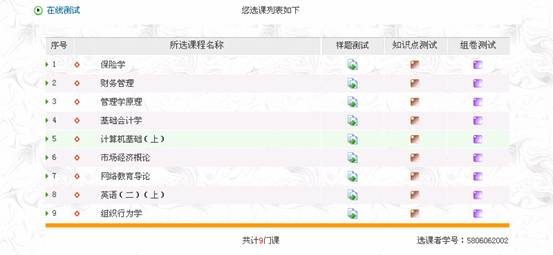 在线测试 您选课列表如下
序号 所选课程名称 样题测试 知识点测试 组卷测试
1 保险学
2 财务管理
3 管理学原理
4 基础会计学
5 计算机基础(上)
6 市场经济概论
7 网络教育导论
8 英语(二)(上)
9 组织行为学
共计9门课 选课者学号:5806062002